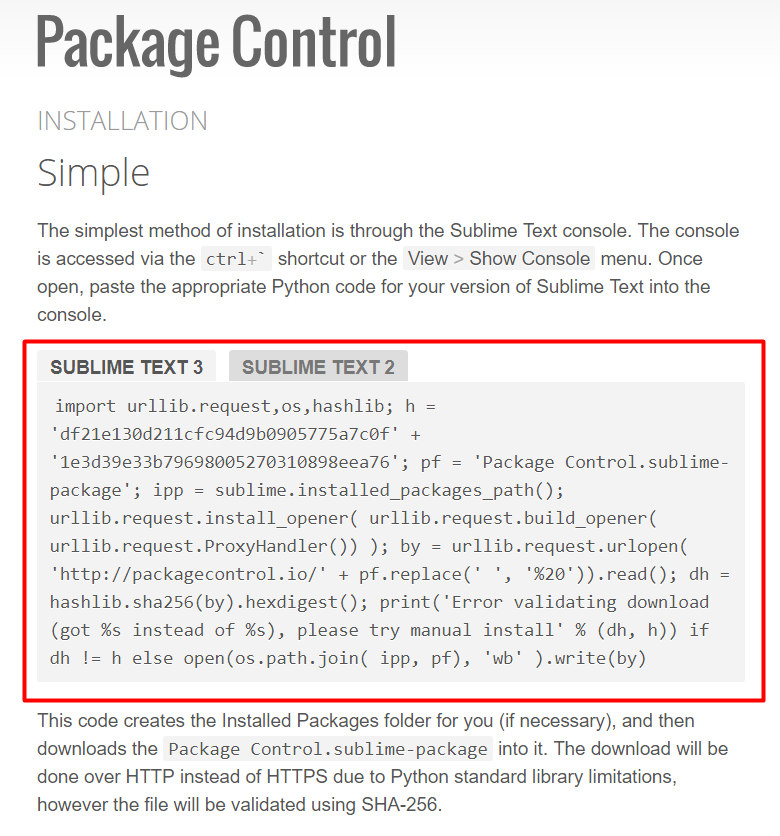 Package Control
INSTALLATION
Simple
The simplest method of installation is through the Sublime Text console. The console
is accessed via the ctrl+` shortcut or the View > Show Console menu. Once
open, paste the appropriate Python code for your version of Sublime Text into the
console.
SUBLIME TEXT 3 SUBLIME TEXT 2
import urllib.request,os,hashlib; h =
'df21e130d211cfc94d9b0905775a7c0f' +
'1e3d39e33b79698005270310898eea76'; pf = 'Package Control.sublime-
package'; ipp = sublime.installed_packages_path();
urllib.request.install_opener( urllib.request.build_opener(
urllib.request.ProxyHandler()) ); by = urllib.request.urlopen(
'http://packagecontrol.io/' + pf.replace(' ', '%20')).read(); dh =
hashlib.sha256(by).hexdigest(); print('Error validating download
(got %s instead of %s), please try manual install' % (dh, h)) if
dh != h else open(os.path.join( ipp, pf), 'wb' ).write(by)
This code creates the Installed Packages folder for you (if necessary), and then
downloads the Package Control.sublime-package into it. The download will be
done over HTTP instead of HTTPS due to Python standard library limitations,
however the file will be validated using SHA-256.